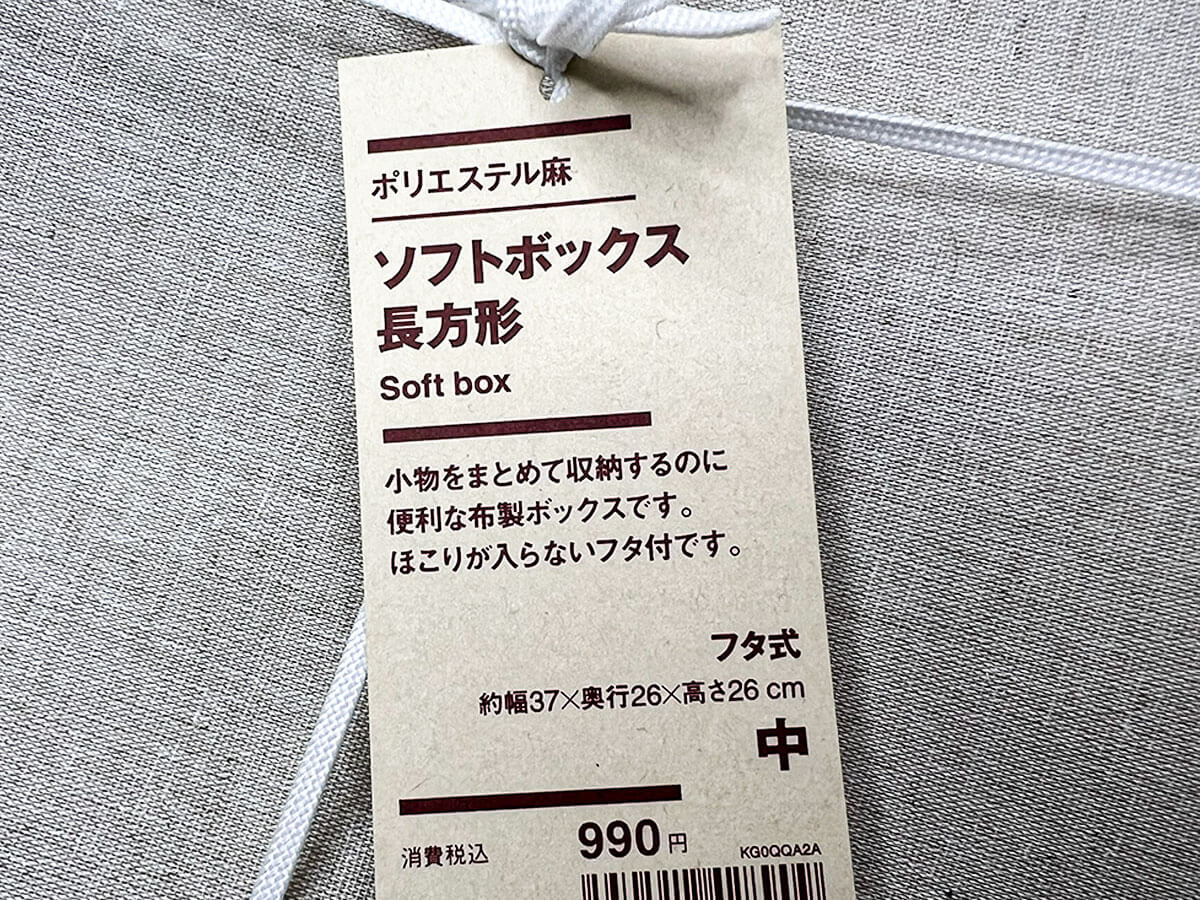 ポリエステル麻
ソフトボックス
長方形
Soft box
小物をまとめて収納するのに
便利な布製ボックスです。
ほこりが入らないフタ付です。
フタ式
約幅37×奥行26×高さ26 cm
中
消費税込 990円 KG0QQA2A